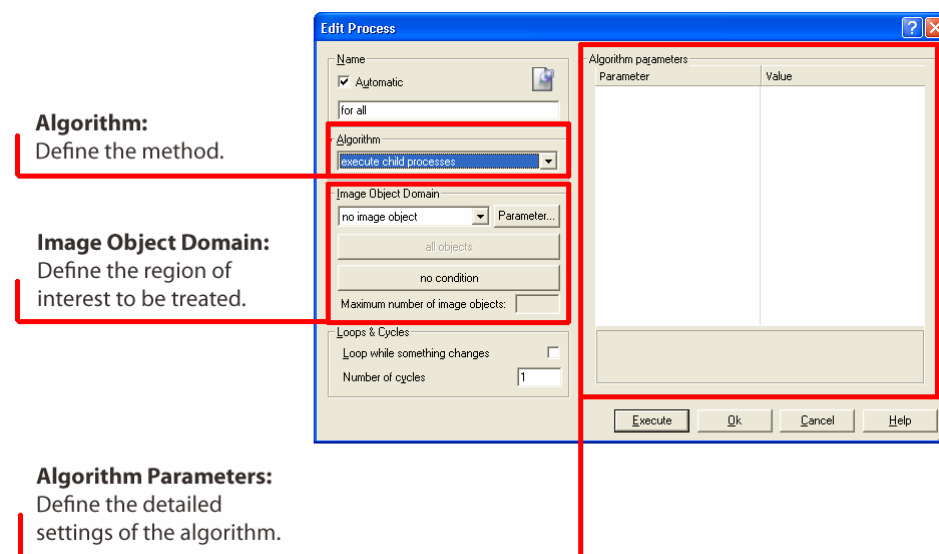 Edit Process
Name
Automatic
for all
Algorithm
execute child processes
Image Object Domain
no image object
Parameter...
all objects
no condition
Maximum number of image objects:
Loops & Cycles
Loop while something changes
Number of cycles
1
Algorithm parameters
Parameter
Value
Execute
Ok
Cancel
Help
Algorithm:
Define the method.
Image Object Domain:
Define the region of
interest to be treated.
Algorithm Parameters:
Define the detailed
settings of the algorithm.